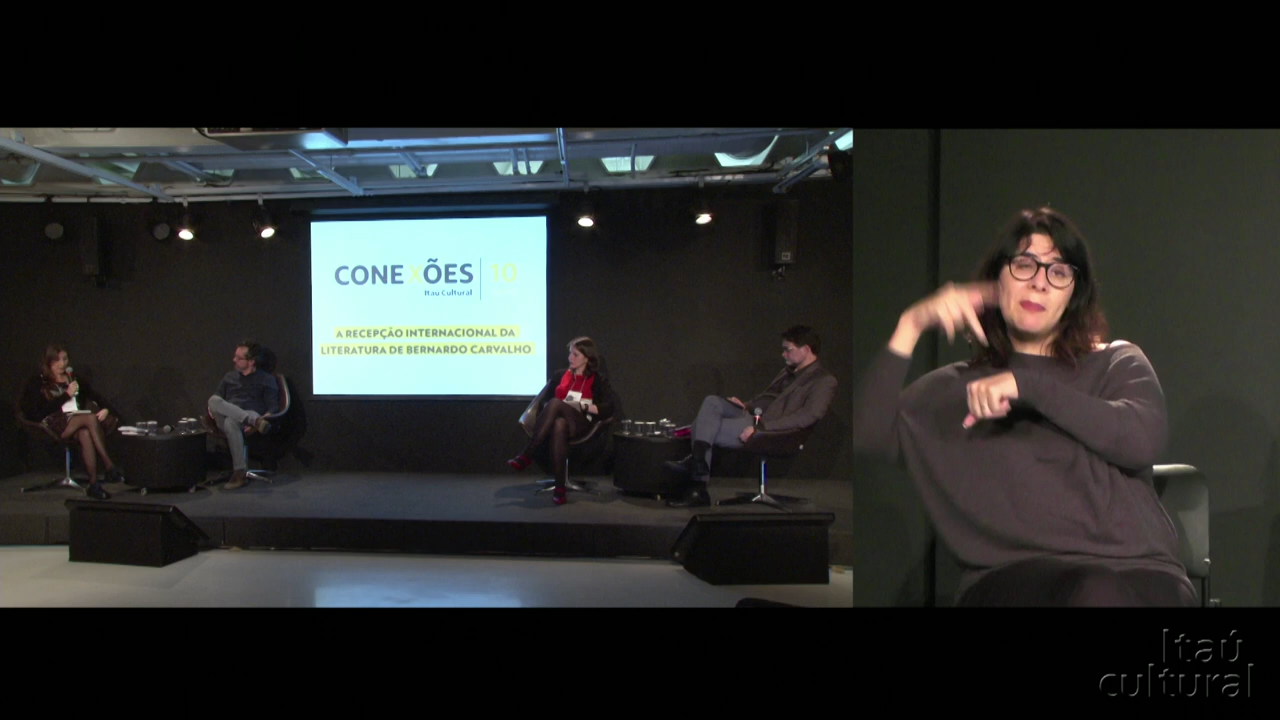 CONEXÕES 10
Itaú Cultural
A RECEPÇÃO INTERNACIONAL DA
LITERATURA DE BERNARDO CARVALHO
Itaú
cultural